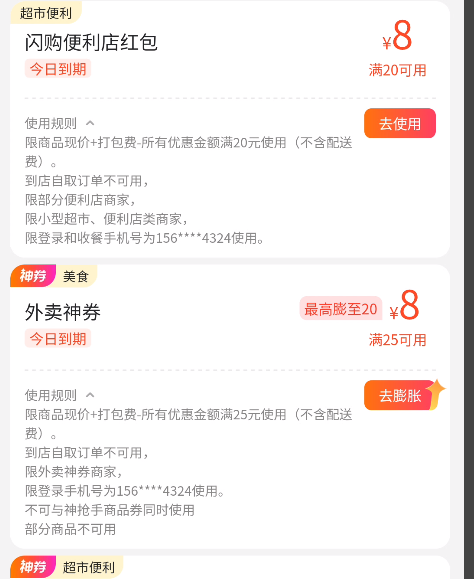 超市便利
闪购便利店红包
¥8
今日到期
满20可用
使用规则
去使用
限商品现价+打包费-所有优惠金额满20元使用（不含配送
费）。
到店自取订单不可用，
限部分便利店商家，
限小型超市、便利店类商家，
限登录和收餐手机号为156****4324使用。
神券 美食
外卖神券
最高膨至20 ¥8
今日到期
满25可用
使用规则
去膨胀
限商品现价+打包费-所有优惠金额满25元使用（不含配送
费）。
到店自取订单不可用，
限外卖神券商家，
限登录手机号为156****4324使用。
不可与神抢手商品券同时使用
部分商品不可用
神券 超市便利